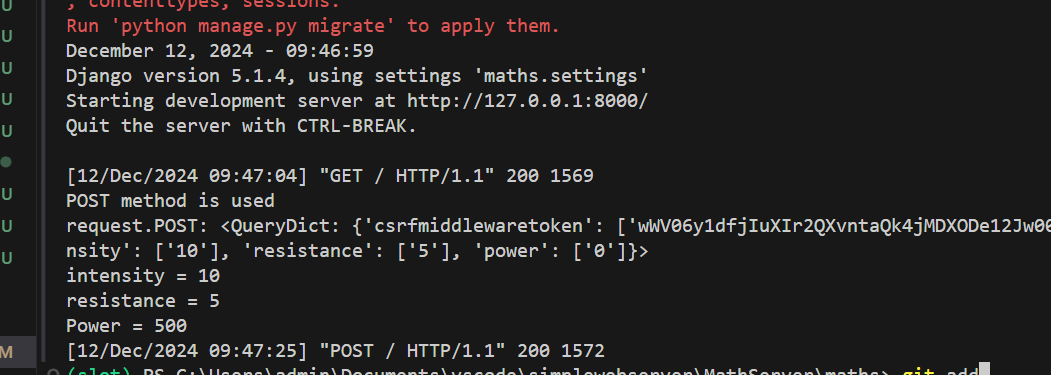 U , contenttypes, sessions.
U Run 'python manage.py migrate' to apply them.
December 12, 2024 - 09:46:59
U Django version 5.1.4, using settings 'maths.settings'
U Starting development server at http://127.0.0.1:8000/
U Quit the server with CTRL-BREAK.
[12/Dec/2024 09:47:04] "GET / HTTP/1.1" 200 1569
U POST method is used
U request.POST: <QueryDict: {'csrfmiddlewaretoken': ['wWV06y1dfjIuXIr2QXvntaQk4jMDXODe12Jw00
U nsity': ['10'], 'resistance': ['5'], 'power': ['0']}>
intensity = 10
resistance = 5
Power = 500
M [12/Dec/2024 09:47:25] "POST / HTTP/1.1" 200 1572
(slot) PS C:\Users\admin\Documents\vscode\simplewebserver\MathServer\maths> git add